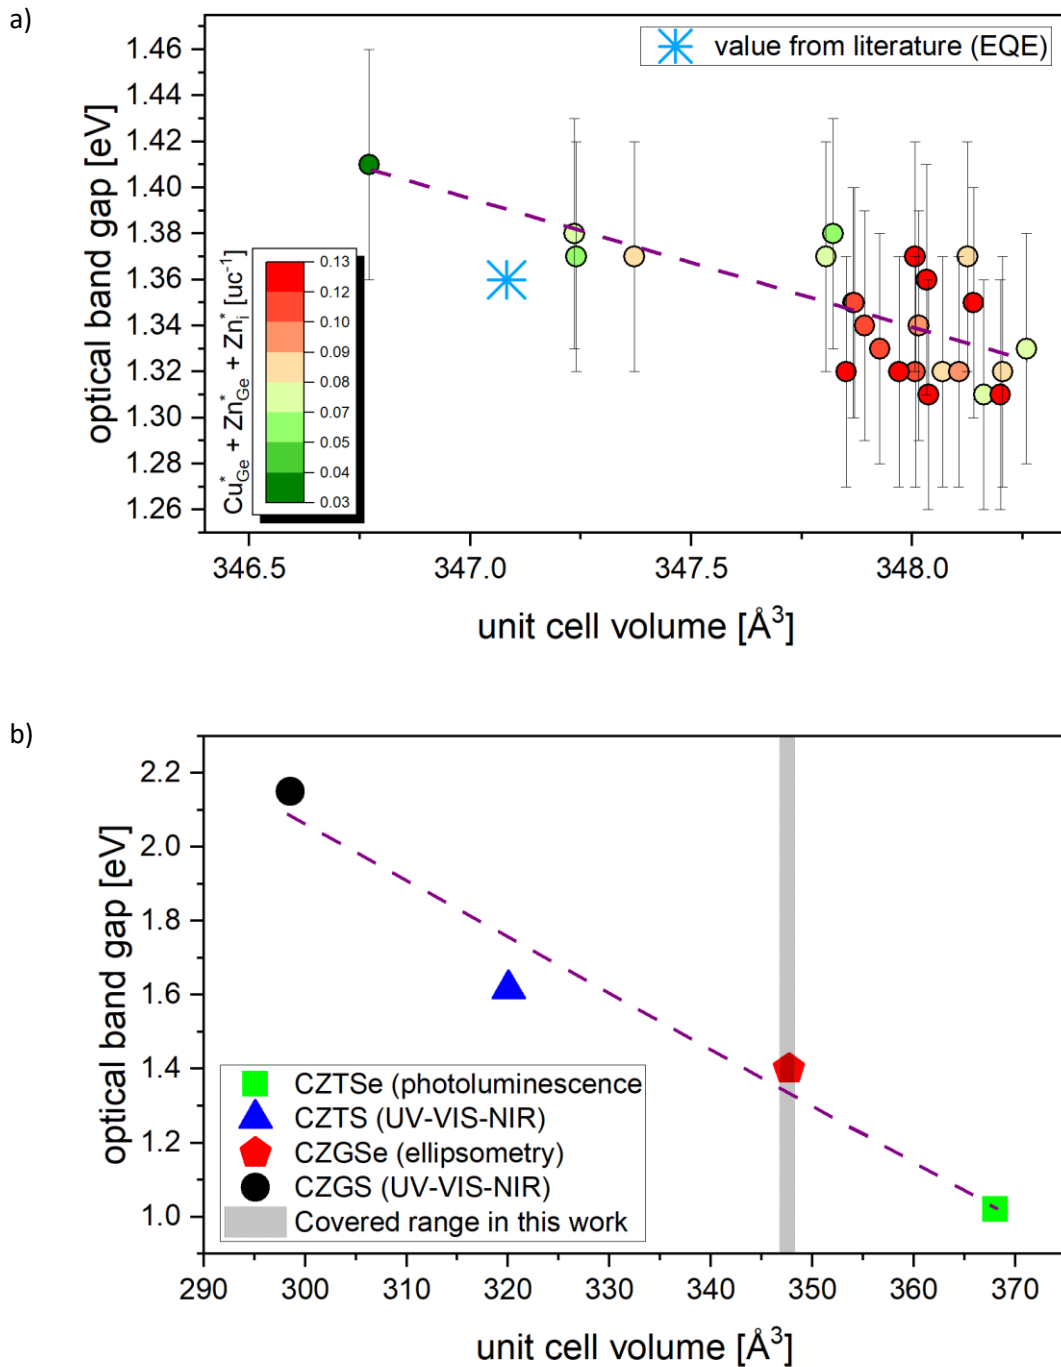 a)
value from literature (EQE)
optical band gap [eV]
1.46
1.44
1.42
1.40
1.38
1.36
1.34
1.32
1.30
1.28
1.26
Cu*Ge + Zn*Ge + Zn*i [uc-1]
0.13
0.12
0.10
0.09
0.08
0.07
0.05
0.04
0.03
346.5 347.0 347.5 348.0
unit cell volume [Å3]
b)
optical band gap [eV]
2.2
2.0
1.8
1.6
1.4
1.2
1.0
CZTSe (photoluminescence
CZTS (UV-VIS-NIR)
CZGSe (ellipsometry)
CZGS (UV-VIS-NIR)
Covered range in this work
290 300 310 320 330 340 350 360 370
unit cell volume [Å3]